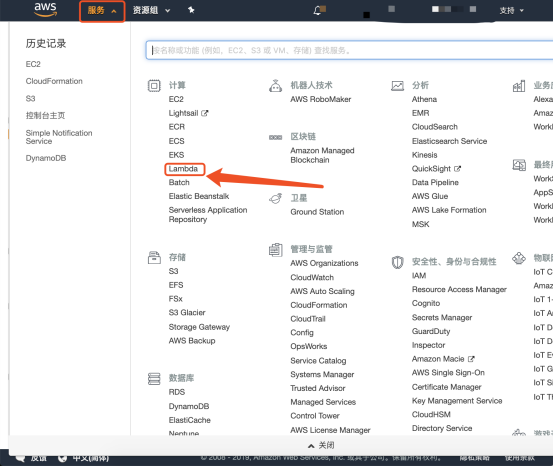 aws
服务
资源组
支持
历史记录
EC2
CloudFormation
S3
控制台主页
Simple Notification
Service
DynamoDB
按名称或功能 (例如, EC2、S3 或 VM、存储) 查找服务。
计算
EC2
Lightsail
ECR
ECS
EKS
Lambda
Batch
Elastic Beanstalk
Serverless Application
Repository
存储
S3
EFS
FSx
S3 Glacier
Storage Gateway
AWS Backup
数据库
RDS
DynamoDB
ElastiCache
Neptune
机器人技术
AWS RoboMaker
区块链
Amazon Managed
Blockchain
卫星
Ground Station
管理与监管
AWS Organizations
CloudWatch
AWS Auto Scaling
CloudFormation
CloudTrail
Config
OpsWorks
Service Catalog
Systems Manager
Trusted Advisor
Managed Services
Control Tower
AWS License Manager
分析
Athena
EMR
CloudSearch
Elasticsearch Service
Kinesis
QuickSight
Data Pipeline
AWS Glue
AWS Lake Formation
MSK
安全性、身份与合规性
IAM
Resource Access Manager
Cognito
Secrets Manager
GuardDuty
Inspector
Amazon Macie
AWS Single Sign-On
Certificate Manager
Key Management Service
CloudHSM
Directory Service
业务
Alexa
Amaz
Work
最终
Work
AppS
Work
Work
物联
IoT C
Amaz
IoT 1-
IoT A
IoT D
IoT D
IoT E
IoT G
IoT Si
IoT Th
关闭
反馈
中文(简体)
© 2008 - 2019, Amazon Web Services, Inc. 或其子公司。保留所有权利。
隐私策略
使用条款